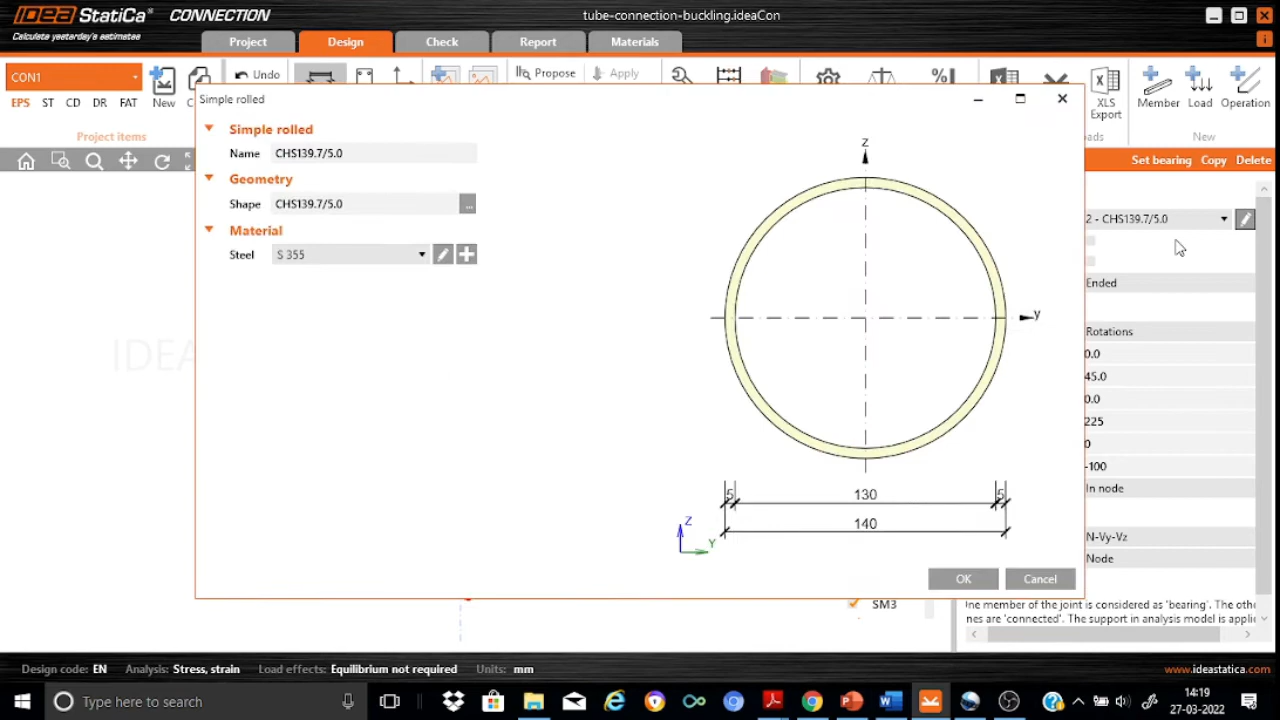 IDEA StatiCa® CONNECTION
Calculate yesterday's estimates
tube-connection-buckling.ideaCon
Project Design Check Report Materials
CON1
EPS ST CD DR FAT
New
Undo
Propose Apply
XLS Export
Member Load Operation
Project items
New
Set bearing Copy Delete
Simple rolled
Simple rolled
Name CHS139.7/5.0
Geometry
Shape CHS139.7/5.0 ...
Material
Steel S 355
z
y
5 130 5
140
Z
Y
OK Cancel
2 - CHS139.7/5.0
Ended
Rotations
0.0
45.0
0.0
225
0
-100
In node
N-Vy-Vz
Node
SM3
member of the joint is considered as 'bearing'. The othe
nes are 'connected'. The support in analysis model is applie
Design code: EN Analysis: Stress, strain Load effects: Equilibrium not required Units: mm
www.ideastatica.com
Type here to search
14:19
27-03-2022